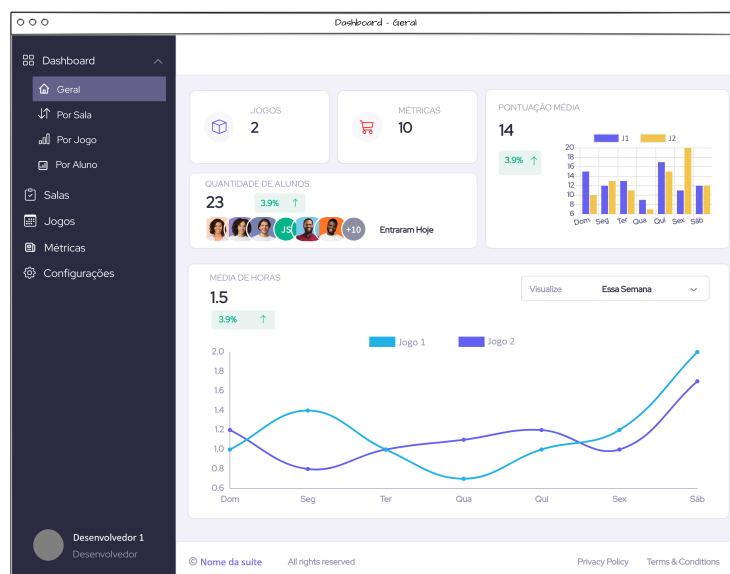 Dashboard - Geral
Dashboard
Geral
Por Sala
Por Jogo
Por Aluno
Salas
Jogos
Métricas
Configurações
Desenvolvedor 1
Desenvolvedor
JOGOS
2
MÉTRICAS
10
QUANTIDADE DE ALUNOS
23
3.9% ↑
JS
+10
Entraram Hoje
PONTUAÇÃO MÉDIA
14
3.9% ↑
J1 J2
20
18
16
14
12
10
8
6
Dom Seg Ter Qua Qui Sex Sáb
MÉDIA DE HORAS
1.5
3.9% ↑
Visualize Essa Semana
Jogo 1 Jogo 2
2.0
1.8
1.6
1.4
1.2
1.0
0.8
0.6
Dom Seg Ter Qua Qui Sex Sáb
© Nome da suíte All rights reserved Privacy Policy Terms & Conditions